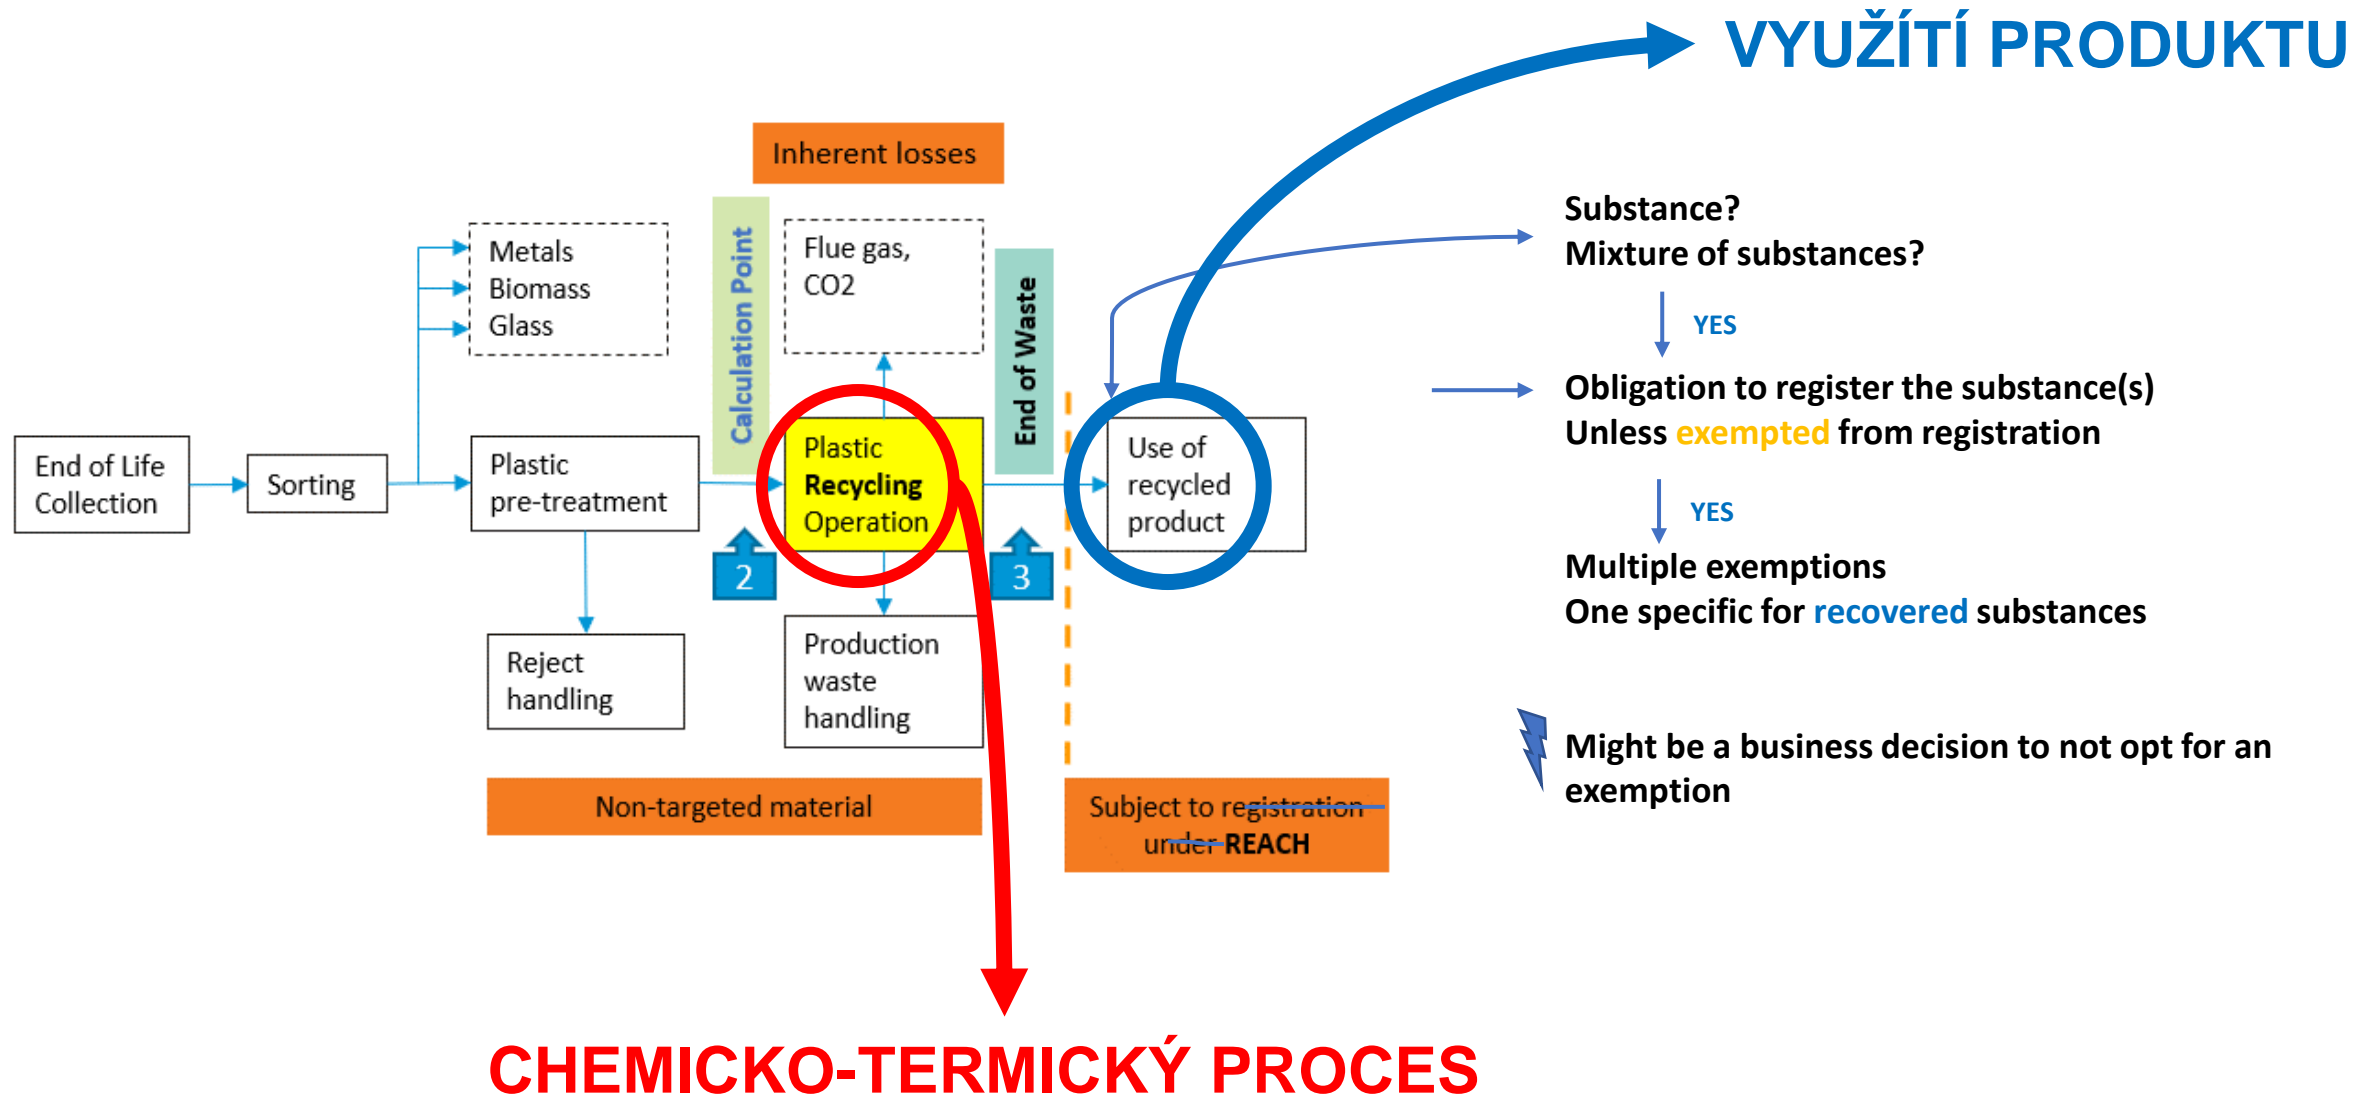 VYUŽÍTÍ PRODUKTU
Inherent losses
Metals
Biomass
Glass
Calculation Point
Flue gas,
CO2
End of Waste
End of Life
Collection
Sorting
Plastic
pre-treatment
Plastic
Recycling
Operation
Use of
recycled
product
2
3
Reject
handling
Production
waste
handling
Non-targeted material
Subject to registration
under REACH
Substance?
Mixture of substances?
YES
Obligation to register the substance(s)
Unless exempted from registration
YES
Multiple exemptions
One specific for recovered substances
Might be a business decision to not opt for an
exemption
CHEMICKO-TERMICKÝ PROCES